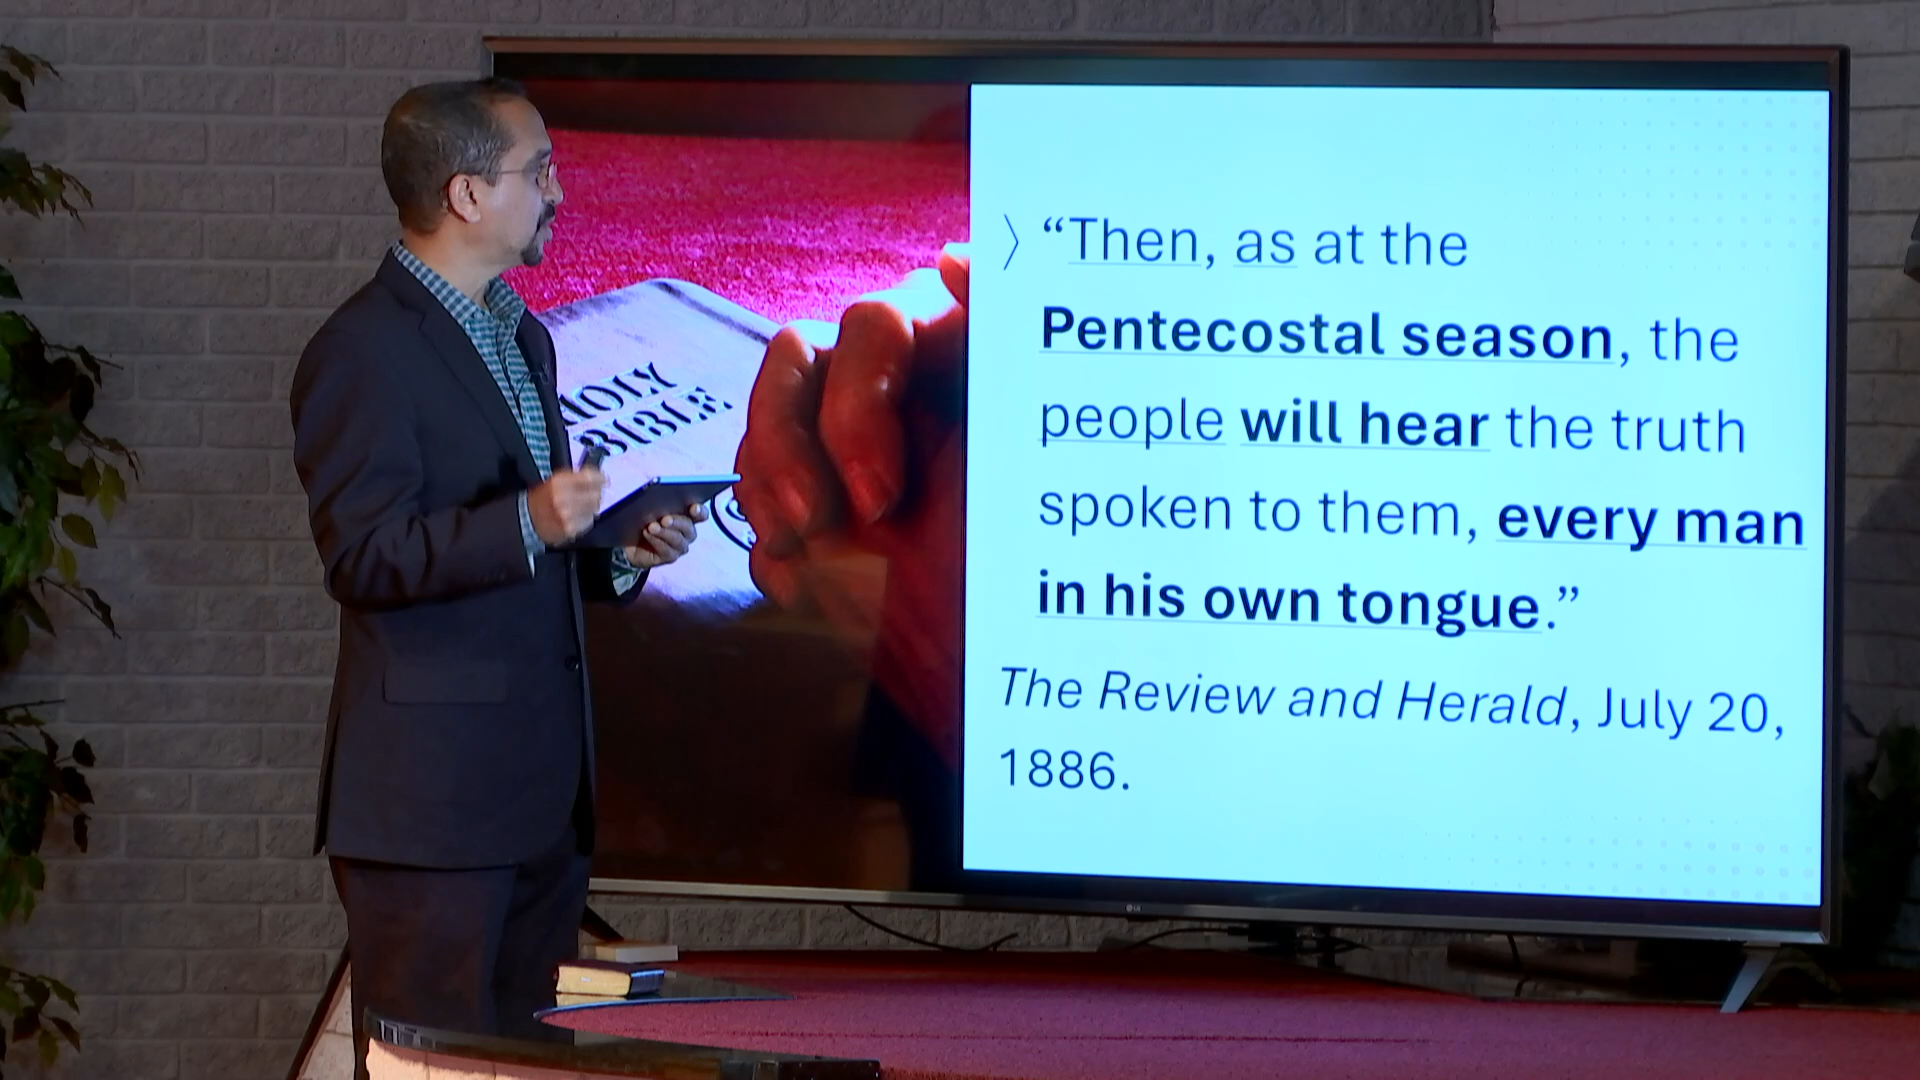 HOLY
BIBLE
〉 “Then, as at the
Pentecostal season, the
people will hear the truth
spoken to them, every man
in his own tongue.”
The Review and Herald, July 20,
1886.
LG